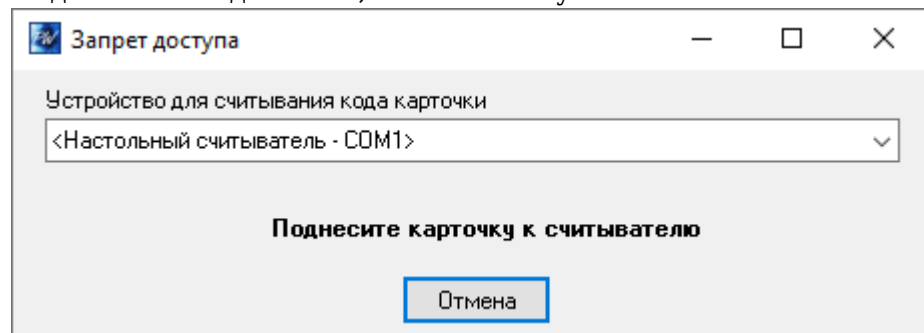 Запрет доступа
Устройство для считывания кода карточки
<Настольный считыватель - COM1>
Поднесите карточку к считывателю
Отмена